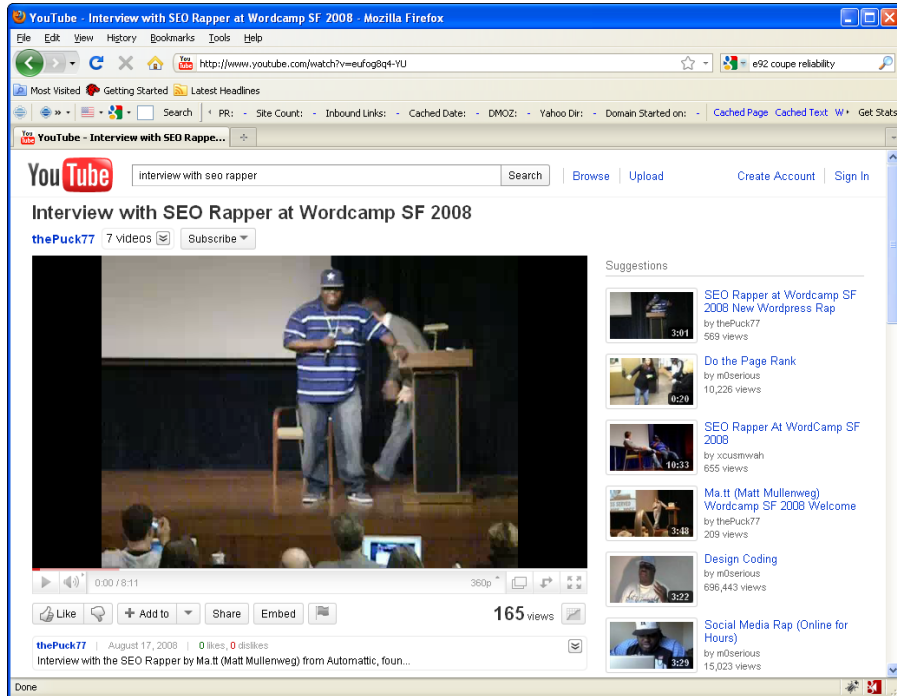 YouTube - Interview with SEO Rapper at Wordcamp SF 2008 - Mozilla Firefox
File Edit View History Bookmarks Tools Help
You Tube http://www.youtube.com/watch?v=eufog8q4-YU e92 coupe reliability
Most Visited Getting Started Latest Headlines
Search PR: - Site Count: - Inbound Links: - Cached Date: - DMOZ: - Yahoo Dir: - Domain Started on: - Cached Page Cached Text W Get Stats
You Tube YouTube - Interview with SEO Rappe...
You Tube interview with seo rapper Search Browse Upload Create Account Sign In
Interview with SEO Rapper at Wordcamp SF 2008
thePuck77 7 videos Subscribe
Suggestions
SEO Rapper at Wordcamp SF
2008 New Wordpress Rap
by thePuck77
569 views
3:01
Do the Page Rank
by m0serious
10,226 views
0:20
SEO Rapper At WordCamp SF
2008
by xcusmwah
655 views
10:33
Ma.tt (Matt Mullenweg)
Wordcamp SF 2008 Welcome
by thePuck77
209 views
3:48
Design Coding
by m0serious
696,443 views
3:22
Social Media Rap (Online for
Hours)
by m0serious
15,023 views
3:29
0:00 / 8:11 360p
Like Add to Share Embed 165 views
thePuck77 August 17, 2008 0 likes, 0 dislikes
Interview with the SEO Rapper by Ma.tt (Matt Mullenweg) from Automattic, foun...
Done